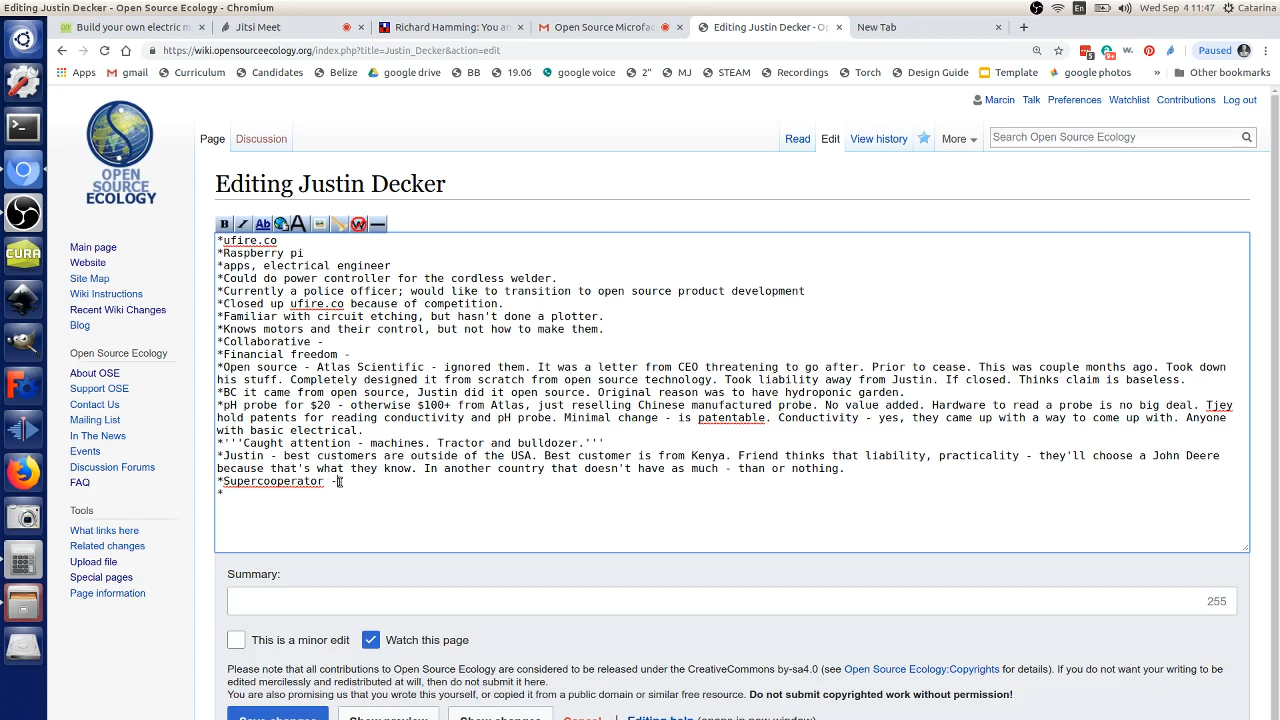 Editing Justin Decker - Open Source Ecology - Chromium
En
Wed Sep 4 11:47
Catarina
Build your own electric m
Jitsi Meet
Richard Hamming: You an
Open Source Microfac
Editing Justin Decker - Op
New Tab
https://wiki.opensourceecology.org/index.php?title=Justin_Decker&action=edit
Paused
Apps
gmail
Curriculum
Candidates
Belize
google drive
BB
19.06
google voice
2"
MJ
STEAM
Recordings
Torch
Design Guide
Template
google photos
»
Other bookmarks
Marcin
Talk
Preferences
Watchlist
Contributions
Log out
OPEN
SOURCE
ECOLOGY
Page
Discussion
Read
Edit
View history
More
Search Open Source Ecology
Editing Justin Decker
*ufire.co
*Raspberry pi
*apps, electrical engineer
*Could do power controller for the cordless welder.
*Currently a police officer; would like to transition to open source product development
*Closed up ufire.co because of competition.
*Familiar with circuit etching, but hasn't done a plotter.
*Knows motors and their control, but not how to make them.
*Collaborative -
*Financial freedom -
*Open source - Atlas Scientific - ignored them. It was a letter from CEO threatening to go after. Prior to cease. This was couple months ago. Took down
his stuff. Completely designed it from scratch from open source technology. Took liability away from Justin. If closed. Thinks claim is baseless.
*BC it came from open source, Justin did it open source. Original reason was to have hydroponic garden.
*pH probe for $20 - otherwise $100+ from Atlas, just reselling Chinese manufactured probe. No value added. Hardware to read a probe is no big deal. Tjey
hold patents for reading conductivity and pH probe. Minimal change - is patentable. Conductivity - yes, they came up with a way to come up with. Anyone
with basic electrical.
*'''Caught attention - machines. Tractor and bulldozer.'''
*Justin - best customers are outside of the USA. Best customer is from Kenya. Friend thinks that liability, practicality - they'll choose a John Deere
because that's what they know. In another country that doesn't have as much - than or nothing.
*Supercooperator -
*
Main page
Website
Site Map
Wiki Instructions
Recent Wiki Changes
Blog
Open Source Ecology
About OSE
Support OSE
Contact Us
Mailing List
In The News
Events
Discussion Forums
FAQ
Tools
What links here
Related changes
Upload file
Special pages
Page information
Summary:
255
This is a minor edit
Watch this page
Please note that all contributions to Open Source Ecology are considered to be released under the CreativeCommons by-sa4.0 (see Open Source Ecology:Copyrights for details). If you do not want your writing to be
edited mercilessly and redistributed at will, then do not submit it here.
You are also promising us that you wrote this yourself, or copied it from a public domain or similar free resource. Do not submit copyrighted work without permission!
Save changes
Show preview
Show changes
Cancel
Editing help (opens in new window)